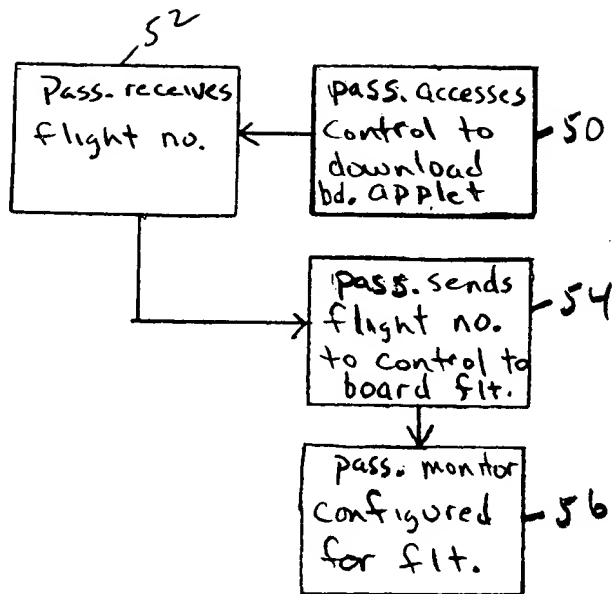 52
Pass. receives
flight no.
pass. accesses
control to
download
bd. applet
50
pass. sends
flight no.
to control to
board flt.
54
pass. monitor
configured
for flt.
56